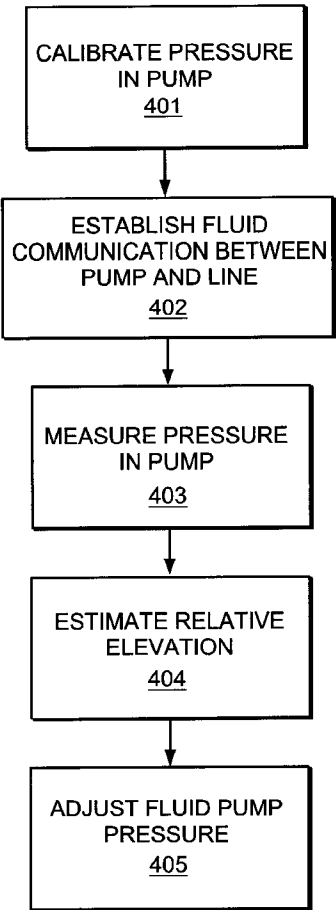 CALIBRATE PRESSURE
IN PUMP
401
ESTABLISH FLUID
COMMUNICATION BETWEEN
PUMP AND LINE
402
MEASURE PRESSURE
IN PUMP
403
ESTIMATE RELATIVE
ELEVATION
404
ADJUST FLUID PUMP
PRESSURE
405